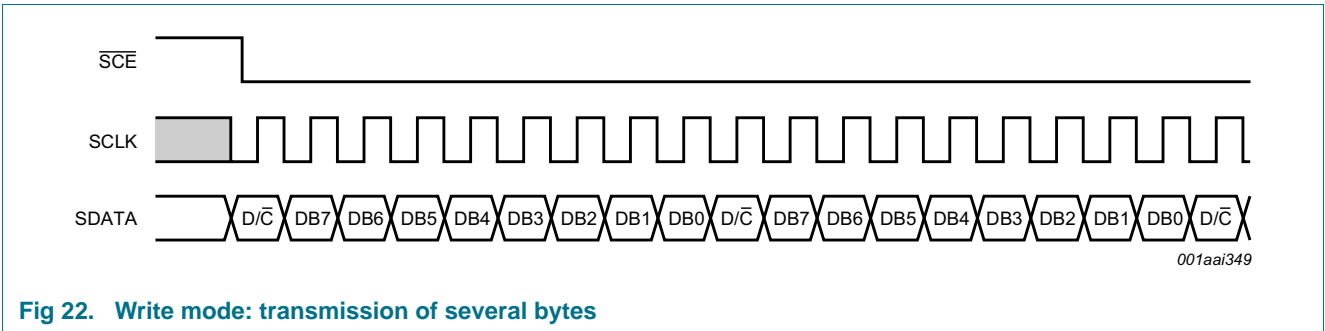 S̅C̅E̅
SCLK
SDATA D/C̅ DB7 DB6 DB5 DB4 DB3 DB2 DB1 DB0 D/C̅ DB7 DB6 DB5 DB4 DB3 DB2 DB1 DB0 D/C̅
001aai349
Fig 22. Write mode: transmission of several bytes